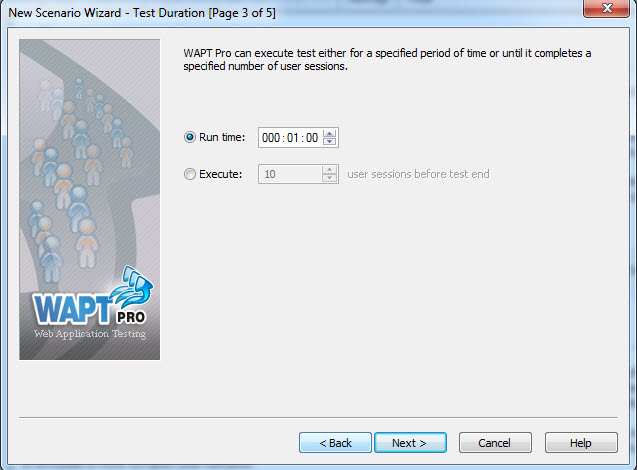 New Scenario Wizard - Test Duration [Page 3 of 5]
WAPT Pro can execute test either for a specified period of time or until it completes a
specified number of user sessions.
Run time: 000:01:00
Execute: 10 user sessions before test end
WAPT PRO
Web Application Testing
< Back Next > Cancel Help